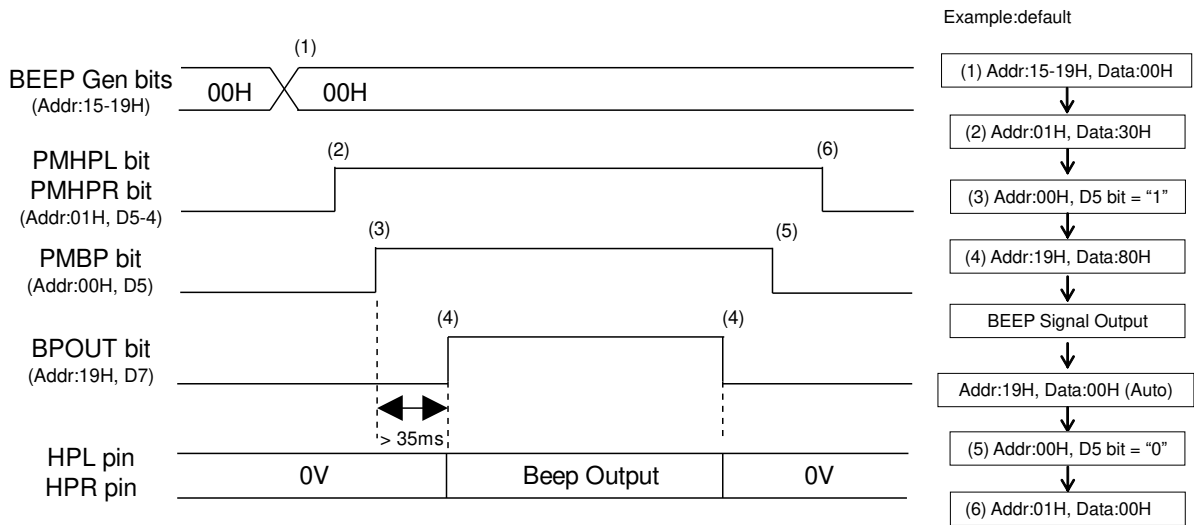 Example:default
(1)
BEEP Gen bits
(Addr:15-19H)
00H
00H
(2)
(6)
PMHPL bit
PMHPR bit
(Addr:01H, D5-4)
(3)
(5)
PMBP bit
(Addr:00H, D5)
(4)
(4)
BPOUT bit
(Addr:19H, D7)
> 35ms
HPL pin
HPR pin
0V
Beep Output
0V
(1) Addr:15-19H, Data:00H
(2) Addr:01H, Data:30H
(3) Addr:00H, D5 bit = “1”
(4) Addr:19H, Data:80H
BEEP Signal Output
Addr:19H, Data:00H (Auto)
(5) Addr:00H, D5 bit = “0”
(6) Addr:01H, Data:00H